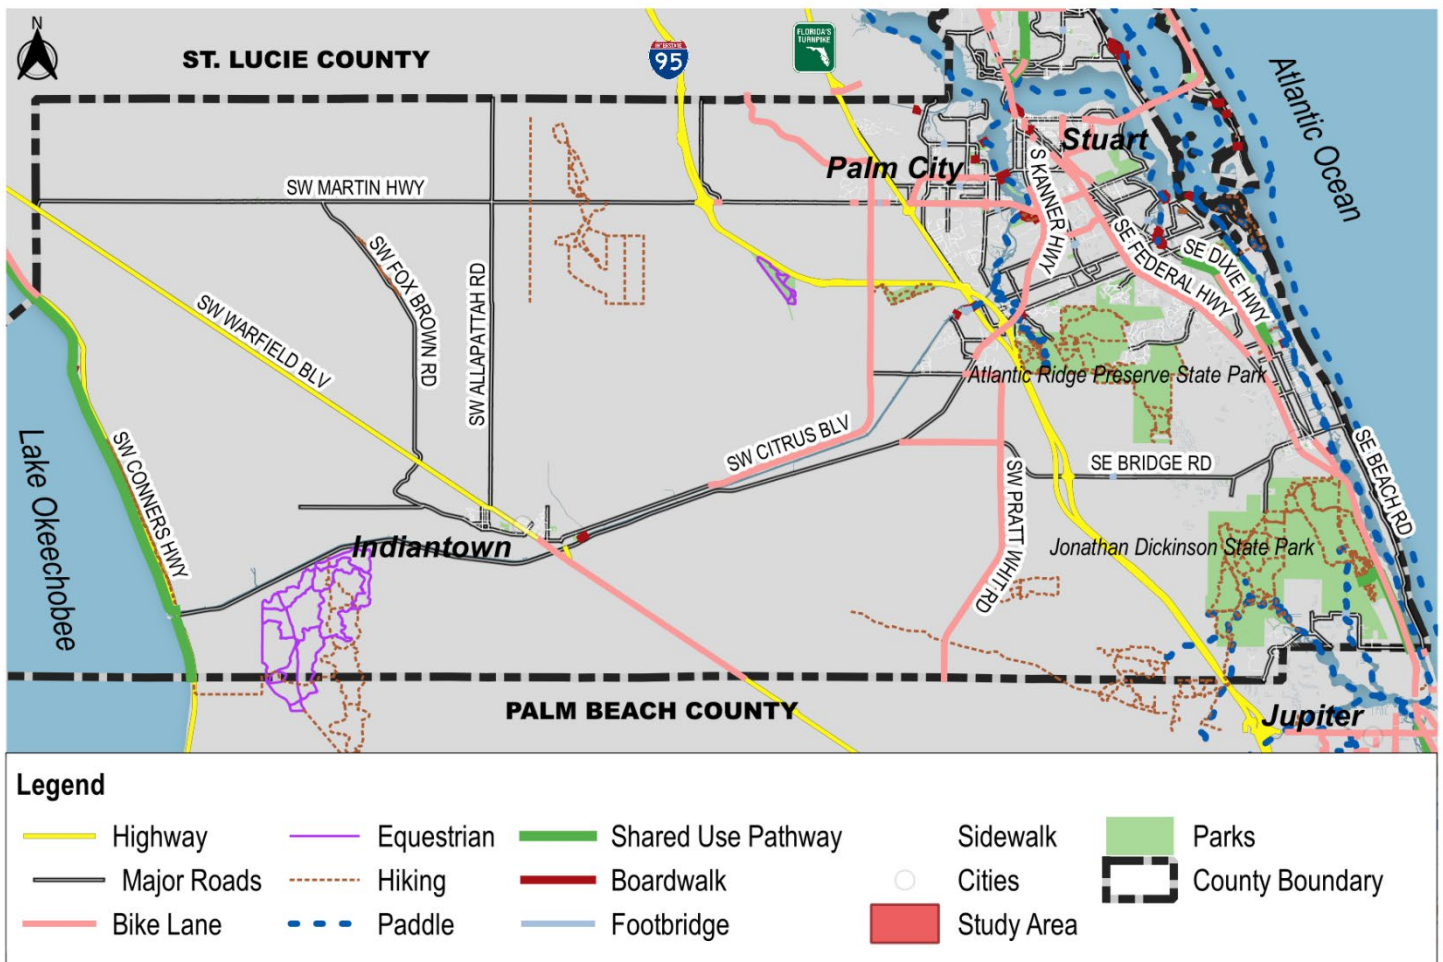 N
ST. LUCIE COUNTY
INTERSTATE
95
FLORIDA'S
TURNPIKE
Atlantic Ocean
Stuart
Palm City
S KANNER HWY
SW MARTIN HWY
SW FOX BROWN RD
SW ALLAPATTAH RD
SE DIXIE HWY
SE FEDERAL HWY
SW WARFIELD BLV
Atlantic Ridge Preserve State Park
Lake Okeechobee
SW CONNERS HWY
SW CITRUS BLV
SE BRIDGE RD
SE BEACH RD
SW PRATT WHIT RD
Indiantown
Jonathan Dickinson State Park
PALM BEACH COUNTY
Jupiter
Legend
Highway
Equestrian
Shared Use Pathway
Sidewalk
Parks
Major Roads
Hiking
Boardwalk
Cities
County Boundary
Bike Lane
Paddle
Footbridge
Study Area